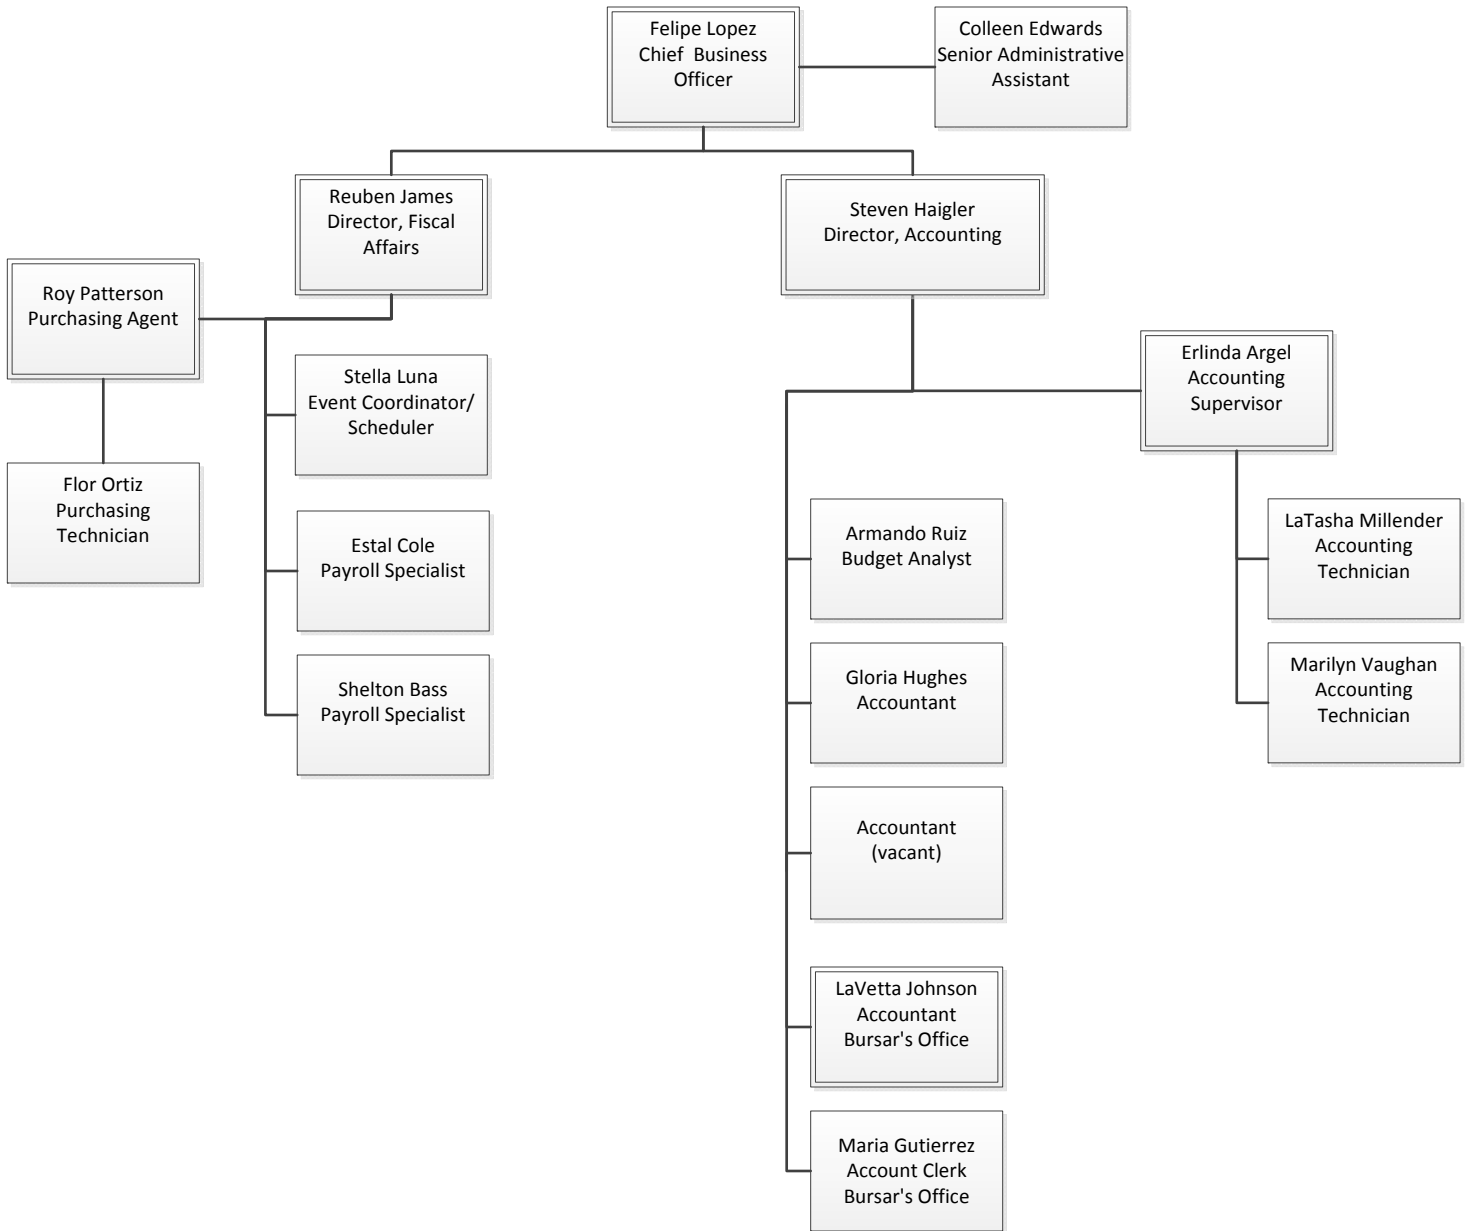 Felipe Lopez
Chief Business
Officer
Colleen Edwards
Senior Administrative
Assistant
Reuben James
Director, Fiscal
Affairs
Steven Haigler
Director, Accounting
Roy Patterson
Purchasing Agent
Flor Ortiz
Purchasing
Technician
Stella Luna
Event Coordinator/
Scheduler
Estal Cole
Payroll Specialist
Shelton Bass
Payroll Specialist
Erlinda Argel
Accounting
Supervisor
Armando Ruiz
Budget Analyst
Gloria Hughes
Accountant
Accountant
(vacant)
LaVetta Johnson
Accountant
Bursar's Office
Maria Gutierrez
Account Clerk
Bursar's Office
LaTasha Millender
Accounting
Technician
Marilyn Vaughan
Accounting
Technician